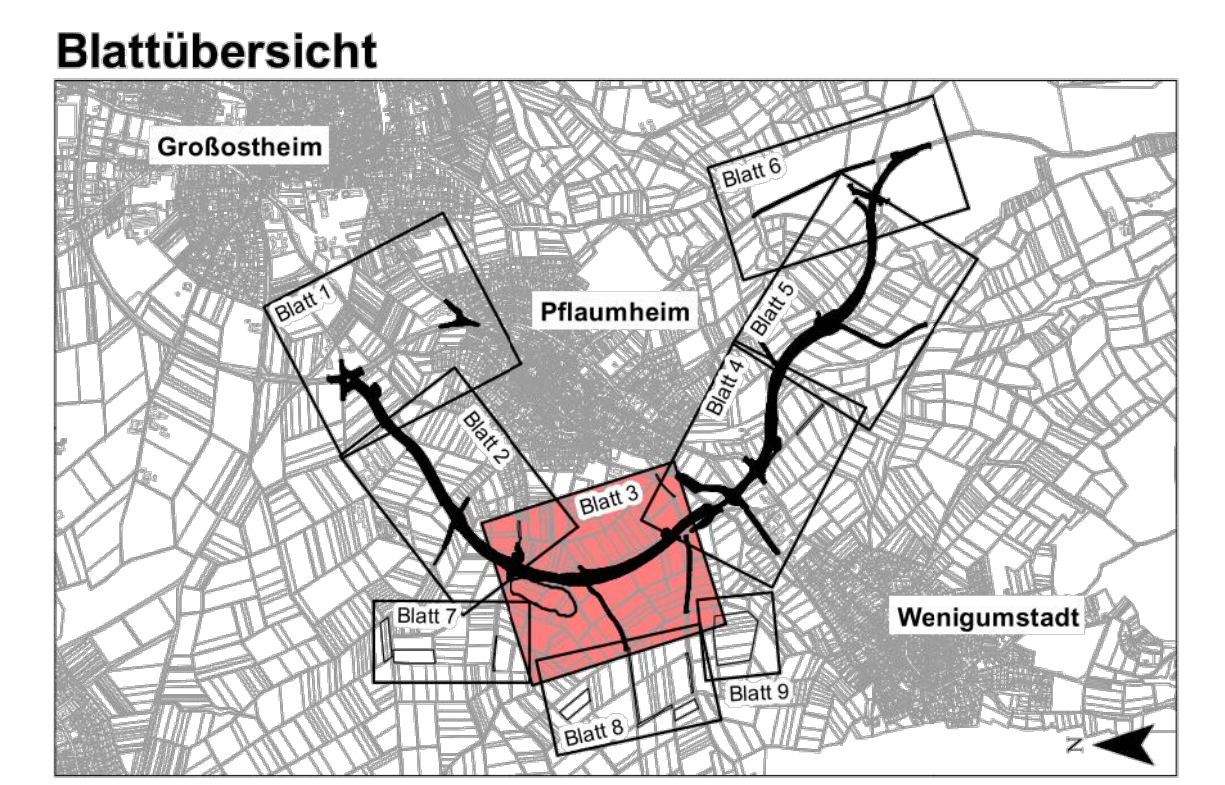 Blattübersicht
Großostheim
Blatt 6
Blatt 1
Pflaumheim
Blatt 5
Blatt 4
Blatt 2
Blatt 3
Blatt 7
Wenigumstadt
Blatt 9
Blatt 8
N